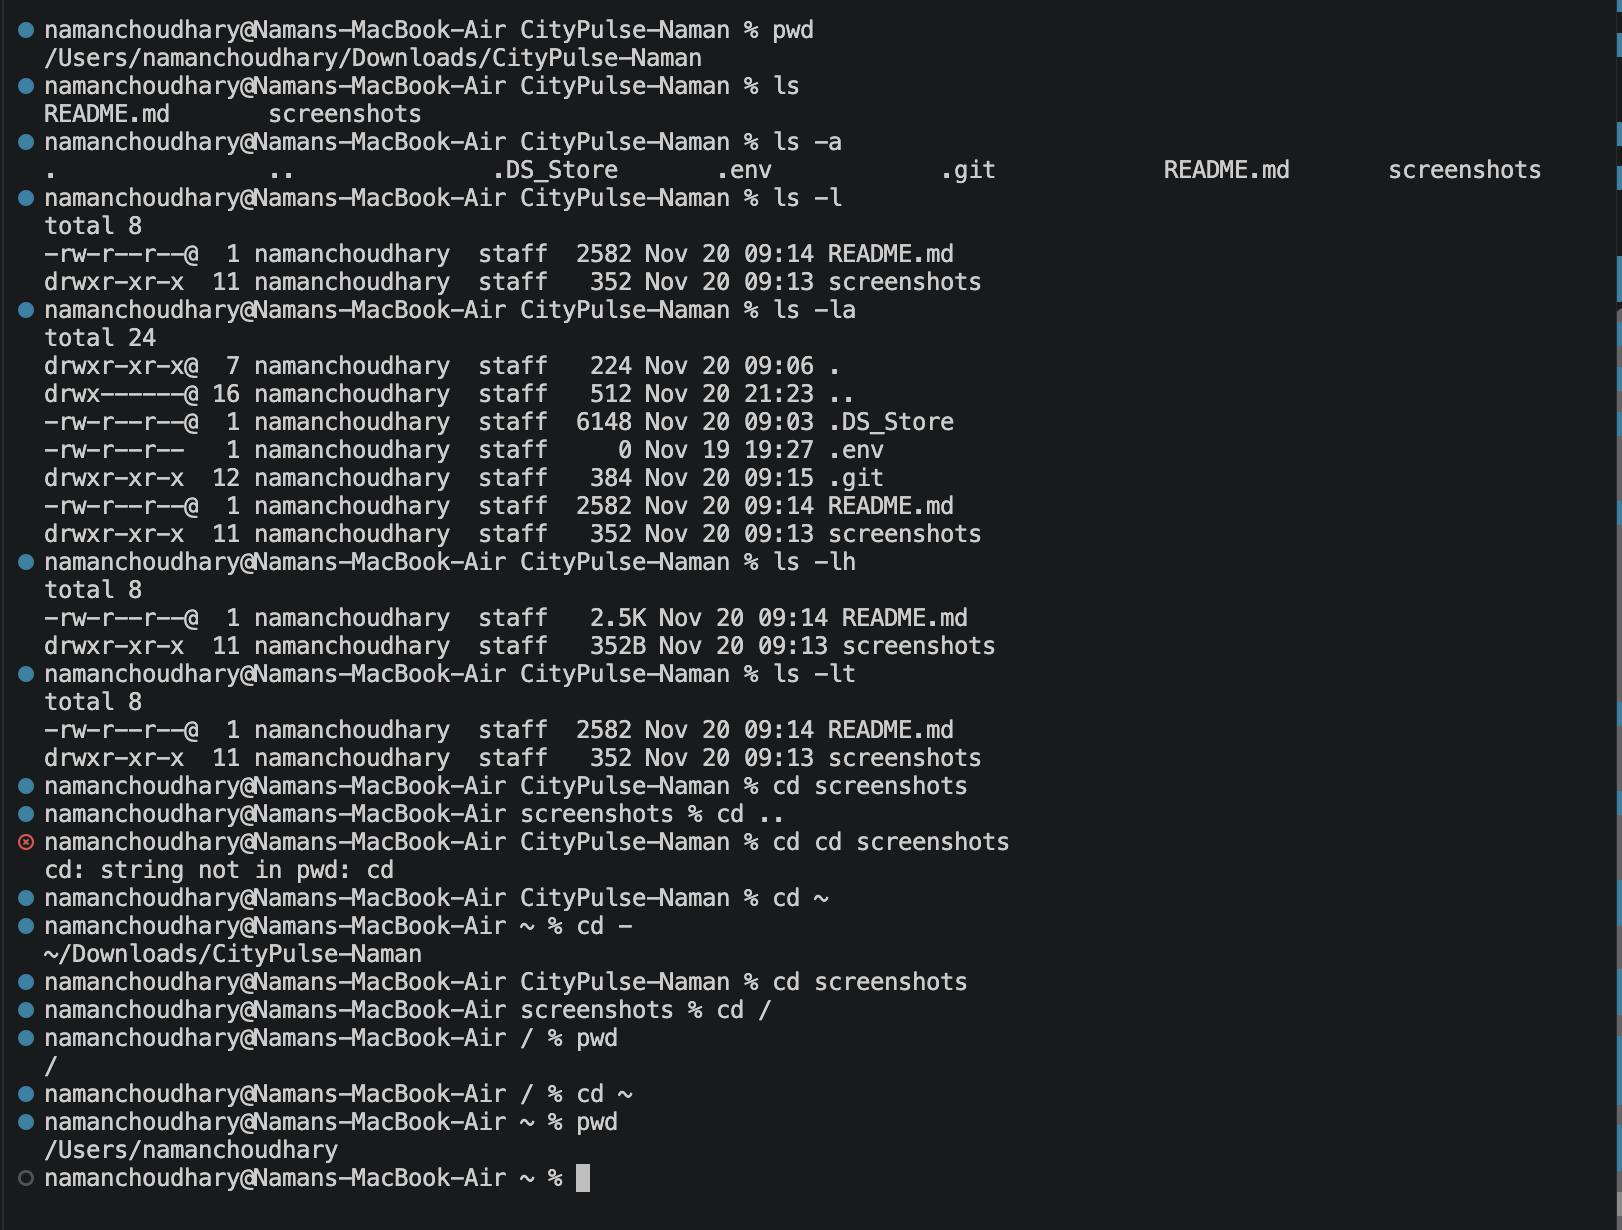 namanchoudhary@Namans-MacBook-Air CityPulse-Naman % pwd
/Users/namanchoudhary/Downloads/CityPulse-Naman
namanchoudhary@Namans-MacBook-Air CityPulse-Naman % ls
README.md       screenshots
namanchoudhary@Namans-MacBook-Air CityPulse-Naman % ls -a
.               ..              .DS_Store       .env            .git            README.md       screenshots
namanchoudhary@Namans-MacBook-Air CityPulse-Naman % ls -l
total 8
-rw-r--r--@  1 namanchoudhary  staff  2582 Nov 20 09:14 README.md
drwxr-xr-x  11 namanchoudhary  staff   352 Nov 20 09:13 screenshots
namanchoudhary@Namans-MacBook-Air CityPulse-Naman % ls -la
total 24
drwxr-xr-x@  7 namanchoudhary  staff   224 Nov 20 09:06 .
drwx------@ 16 namanchoudhary  staff   512 Nov 20 21:23 ..
-rw-r--r--@  1 namanchoudhary  staff  6148 Nov 20 09:03 .DS_Store
-rw-r--r--   1 namanchoudhary  staff     0 Nov 19 19:27 .env
drwxr-xr-x  12 namanchoudhary  staff   384 Nov 20 09:15 .git
-rw-r--r--@  1 namanchoudhary  staff  2582 Nov 20 09:14 README.md
drwxr-xr-x  11 namanchoudhary  staff   352 Nov 20 09:13 screenshots
namanchoudhary@Namans-MacBook-Air CityPulse-Naman % ls -lh
total 8
-rw-r--r--@  1 namanchoudhary  staff   2.5K Nov 20 09:14 README.md
drwxr-xr-x  11 namanchoudhary  staff   352B Nov 20 09:13 screenshots
namanchoudhary@Namans-MacBook-Air CityPulse-Naman % ls -lt
total 8
-rw-r--r--@  1 namanchoudhary  staff  2582 Nov 20 09:14 README.md
drwxr-xr-x  11 namanchoudhary  staff   352 Nov 20 09:13 screenshots
namanchoudhary@Namans-MacBook-Air CityPulse-Naman % cd screenshots
namanchoudhary@Namans-MacBook-Air screenshots % cd ..
namanchoudhary@Namans-MacBook-Air CityPulse-Naman % cd cd screenshots
cd: string not in pwd: cd
namanchoudhary@Namans-MacBook-Air CityPulse-Naman % cd ~
namanchoudhary@Namans-MacBook-Air ~ % cd -
~/Downloads/CityPulse-Naman
namanchoudhary@Namans-MacBook-Air CityPulse-Naman % cd screenshots
namanchoudhary@Namans-MacBook-Air screenshots % cd /
namanchoudhary@Namans-MacBook-Air / % pwd
/
namanchoudhary@Namans-MacBook-Air / % cd ~
namanchoudhary@Namans-MacBook-Air ~ % pwd
/Users/namanchoudhary
namanchoudhary@Namans-MacBook-Air ~ %